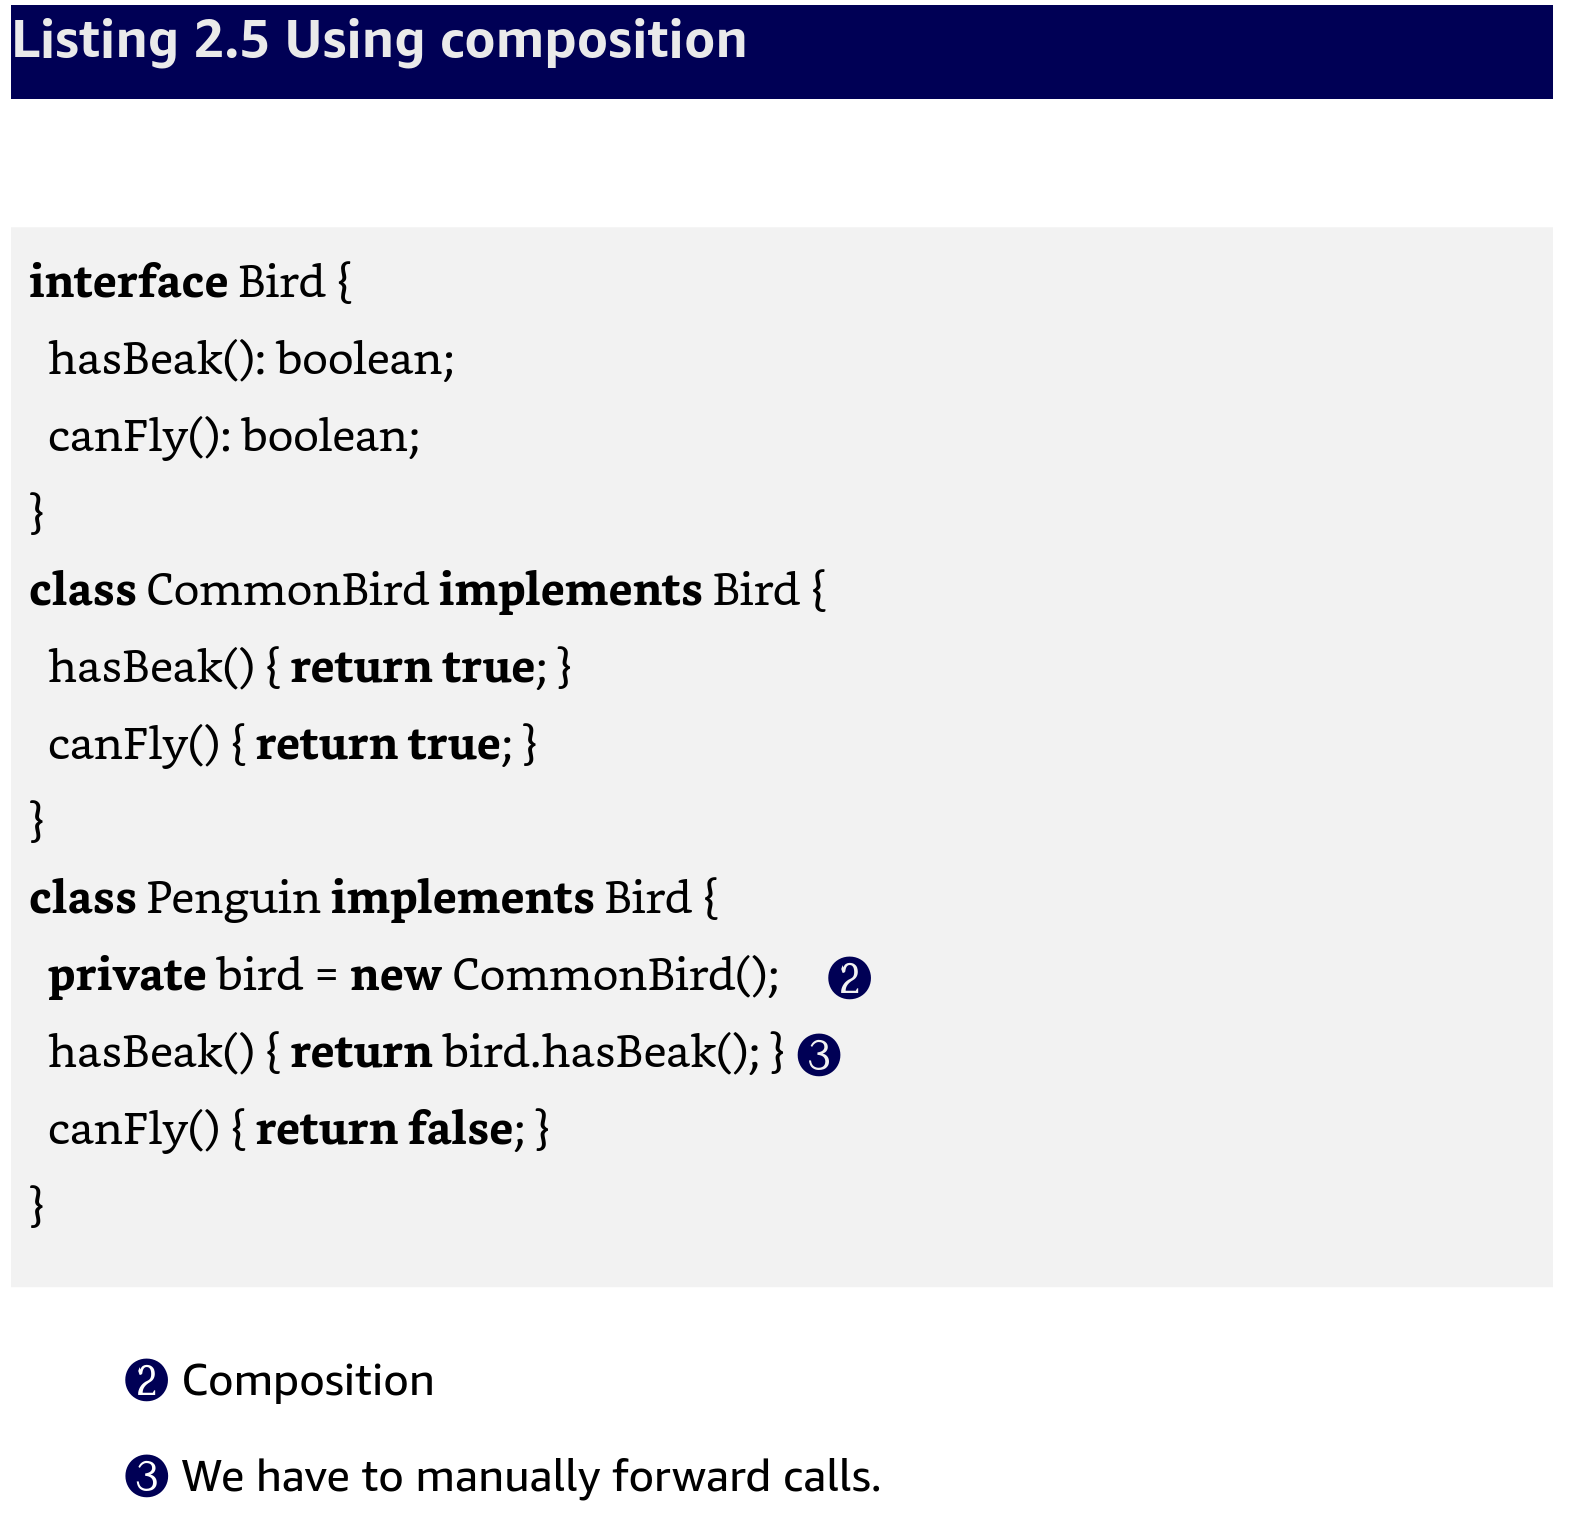 Listing 2.5 Using composition
interface Bird {
hasBeak(): boolean;
canFly(): boolean;
}
class CommonBird implements Bird {
hasBeak() { return true; }
canFly() { return true; }
}
class Penguin implements Bird {
private bird = new CommonBird(); ❷
hasBeak() { return bird.hasBeak(); } ❸
canFly() { return false; }
}
❷ Composition
❸ We have to manually forward calls.